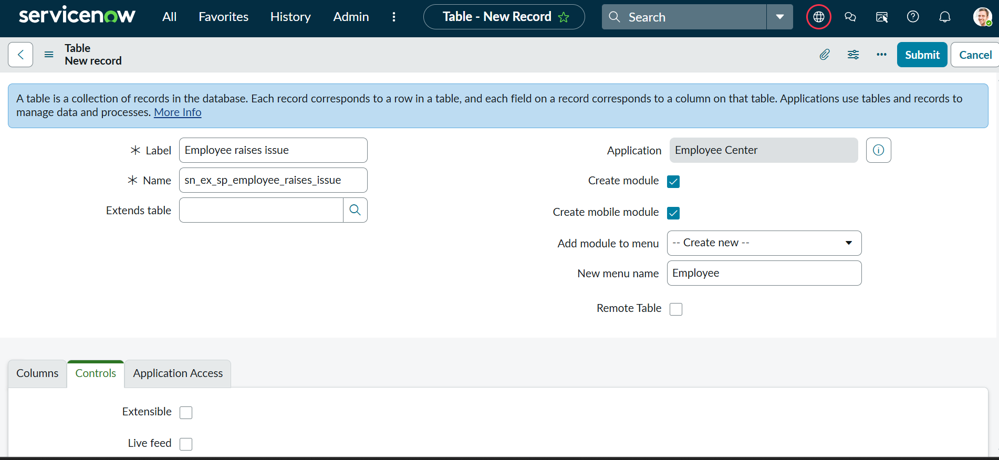 servicenow All Favorites History Admin Table - New Record Search
Table
New record
Submit Cancel
A table is a collection of records in the database. Each record corresponds to a row in a table, and each field on a record corresponds to a column on that table. Applications use tables and records to
manage data and processes. More Info
* Label Employee raises issue Application Employee Center
* Name sn_ex_sp_employee_raises_issue Create module
Extends table Create mobile module
Add module to menu -- Create new --
New menu name Employee
Remote Table
Columns Controls Application Access
Extensible
Live feed